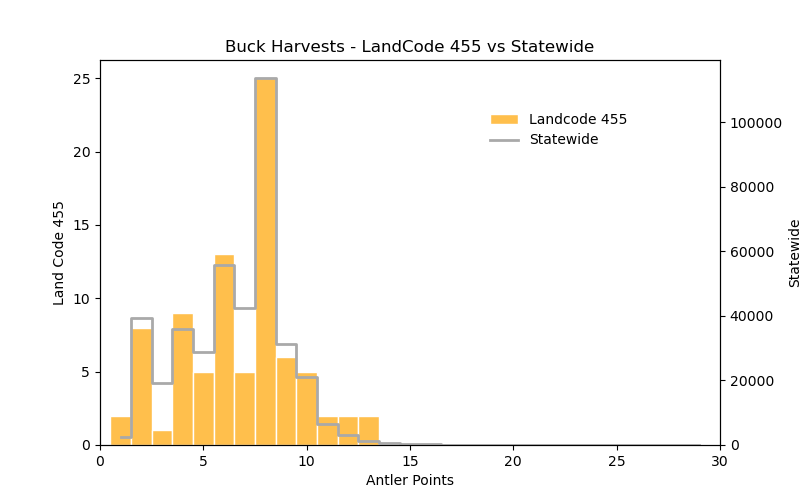 Buck Harvests - LandCode 455 vs Statewide
25
20
15
10
5
0
Land Code 455
Landcode 455
Statewide
100000
80000
60000
40000
20000
0
Statewide
0 5 10 15 20 25 30
Antler Points